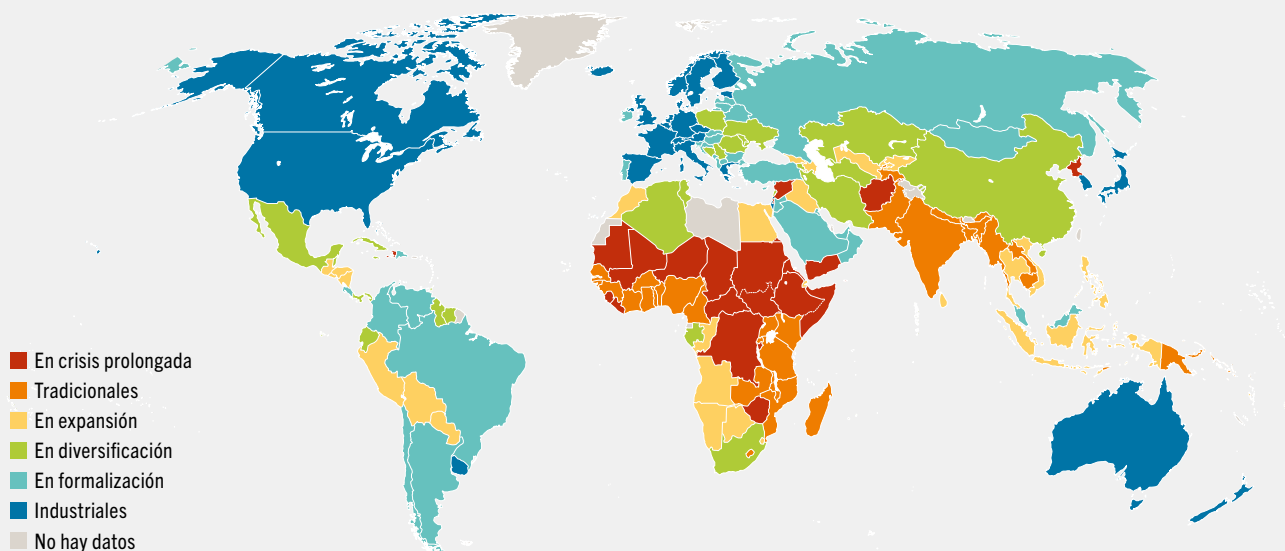 En crisis prolongada
Tradicionales
En expansión
En diversificación
En formalización
Industriales
No hay datos